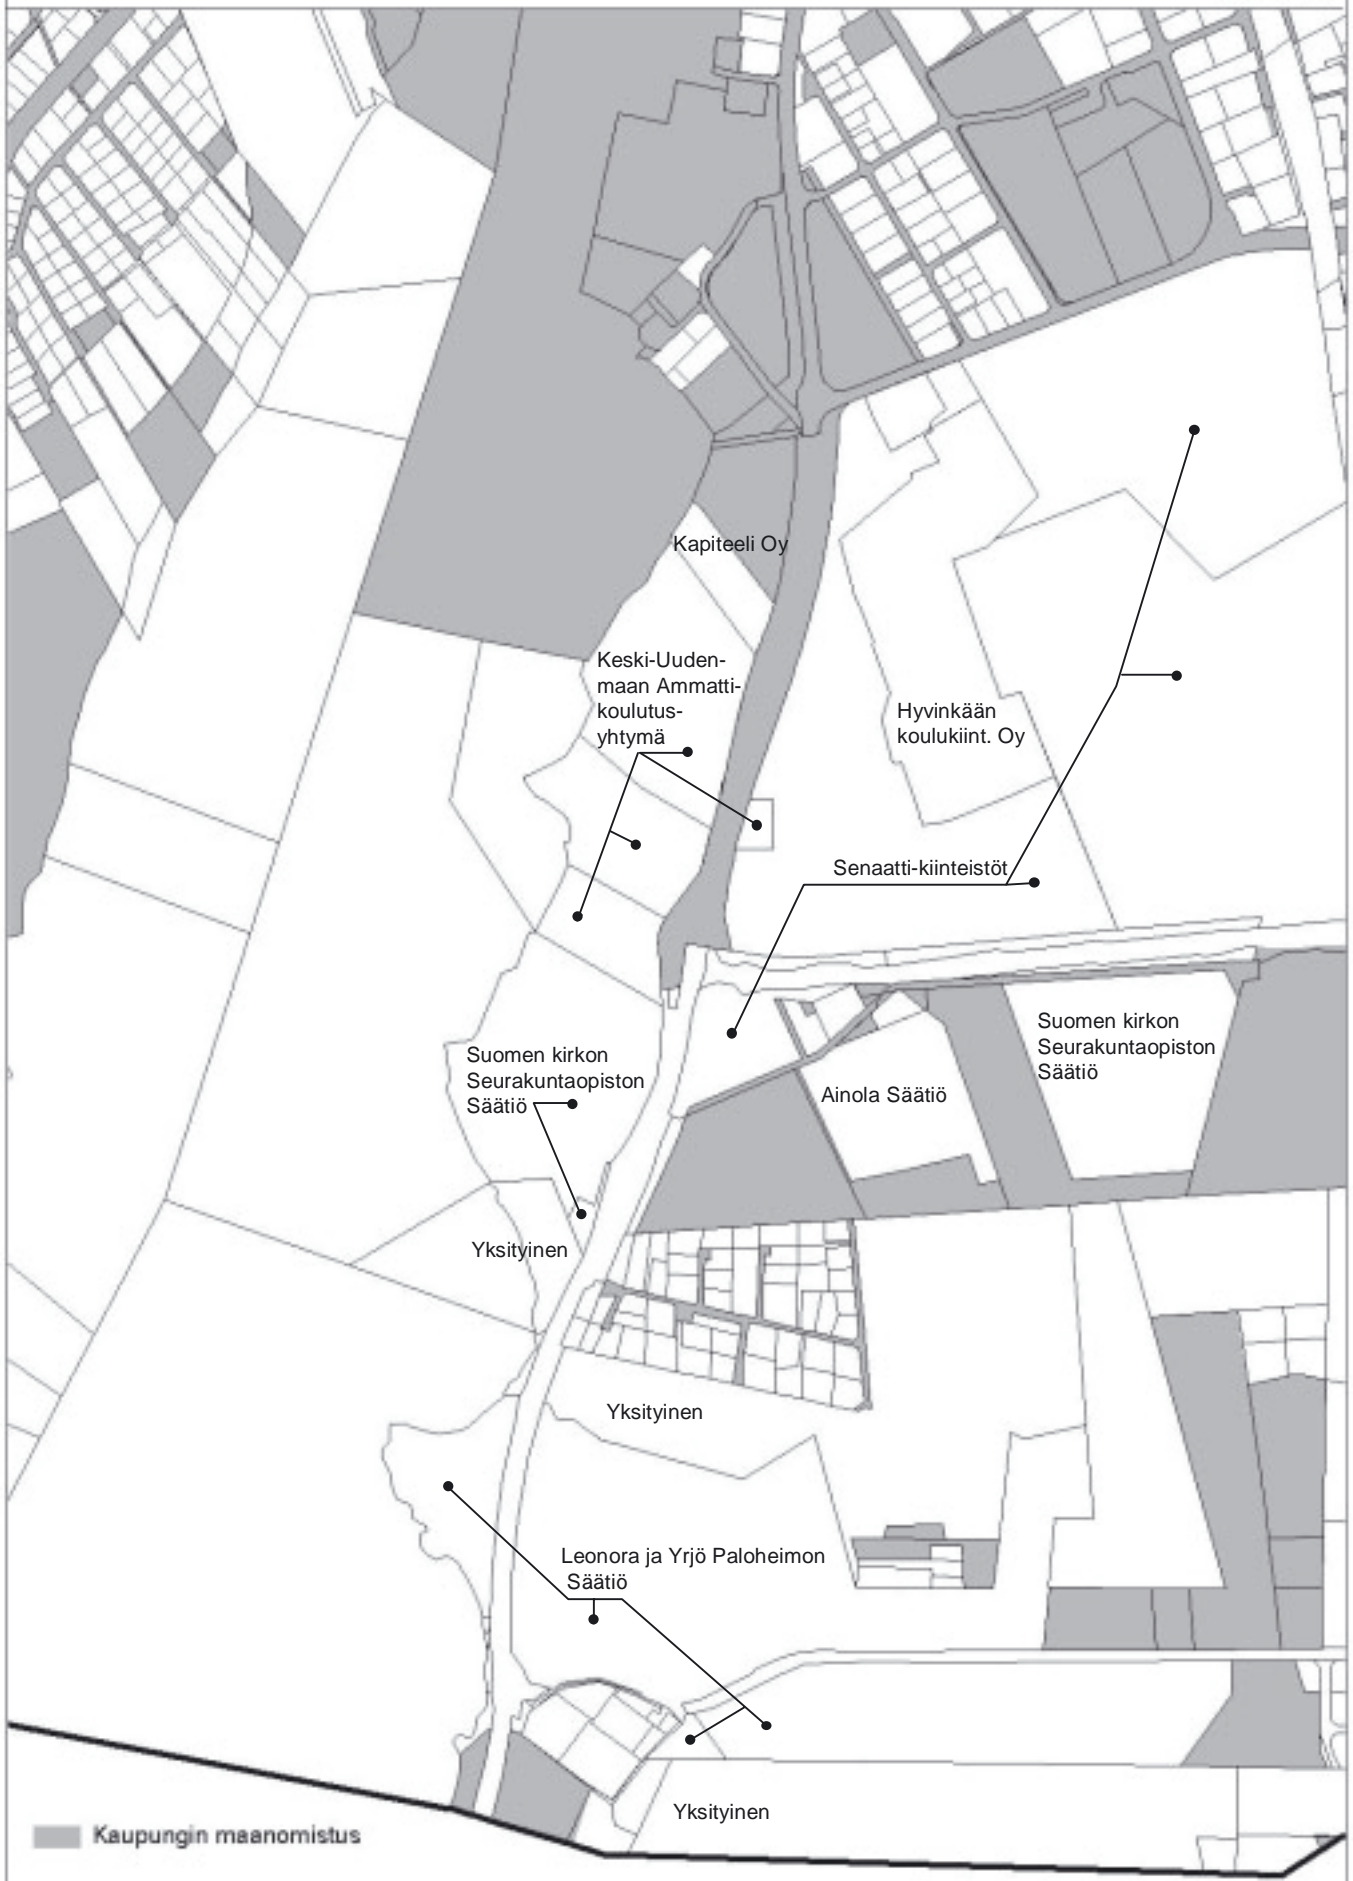 Kapiteeli Oy
Keski-Uuden-
maan Ammatti-
koulutus-
yhtymä
Hyvinkään
koulukiint. Oy
Senaatti-kiinteistöt
Suomen kirkon
Seurakuntaopiston
Säätiö
Suomen kirkon
Seurakuntaopiston
Säätiö
Ainola Säätiö
Yksityinen
Yksityinen
Leonora ja Yrjö Paloheimon
Säätiö
Yksityinen
Kaupungin maanomistus